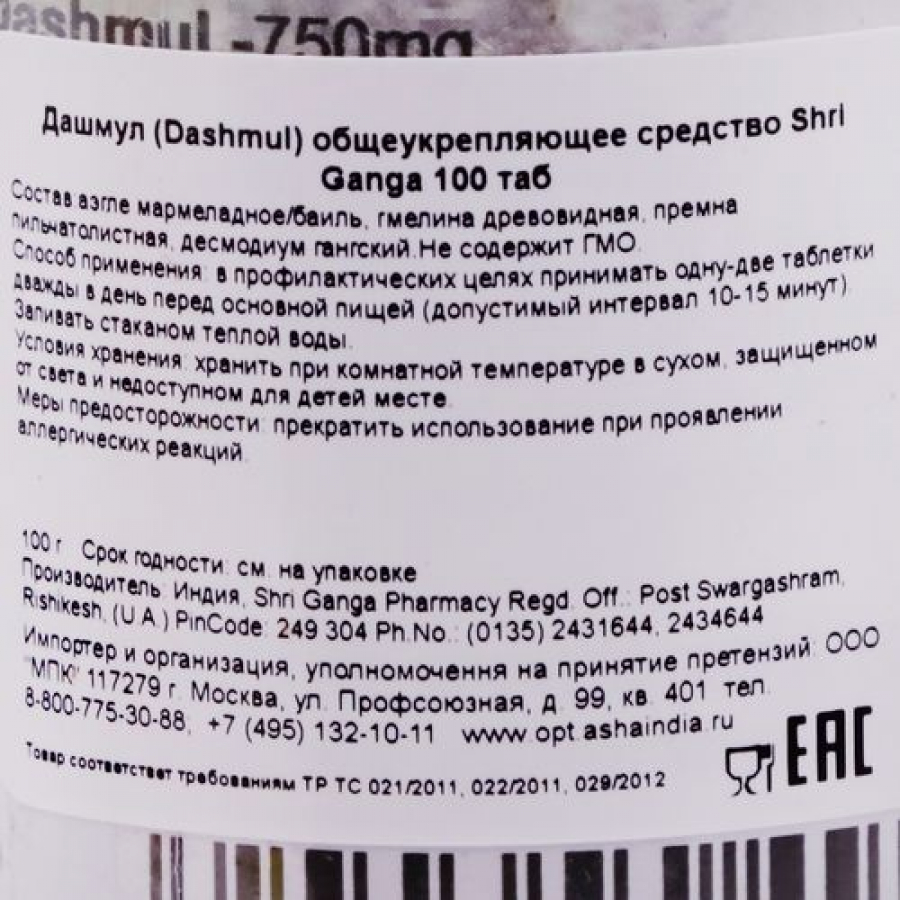 Dashmul -750mg
Дашмул (Dashmul) общеукрепляющее средство Shri
Ganga 100 таб
Состав аэгле мармеладное/баиль, гмелина древовидная, премна
пильчатолистная, десмодиум гангский.Не содержит ГМО.
Способ применения: в профилактических целях принимать одну-две таблетки
дважды в день перед основной пищей (допустимый интервал 10-15 минут).
Запивать стаканом теплой воды.
Условия хранения: хранить при комнатной температуре в сухом, защищенном
от света и недоступном для детей месте.
Меры предосторожности: прекратить использование при проявлении
аллергических реакций.
100 г Срок годности: см. на упаковке
Производитель: Индия, Shri Ganga Pharmacy Regd. Off.: Post Swargashram,
Rishikesh, (U.A.) PinCode: 249 304 Ph.No.: (0135) 2431644, 2434644
Импортер и организация, уполномочення на принятие претензий: ООО
"МПК" 117279 г. Москва, ул. Профсоюзная, д. 99, кв. 401 тел.
8-800-775-30-88; +7 (495) 132-10-11 www.opt.ashaindia.ru
Товар соответстает требованиям ТР ТС 021/2011, 022/2011, 029/2012
EAC